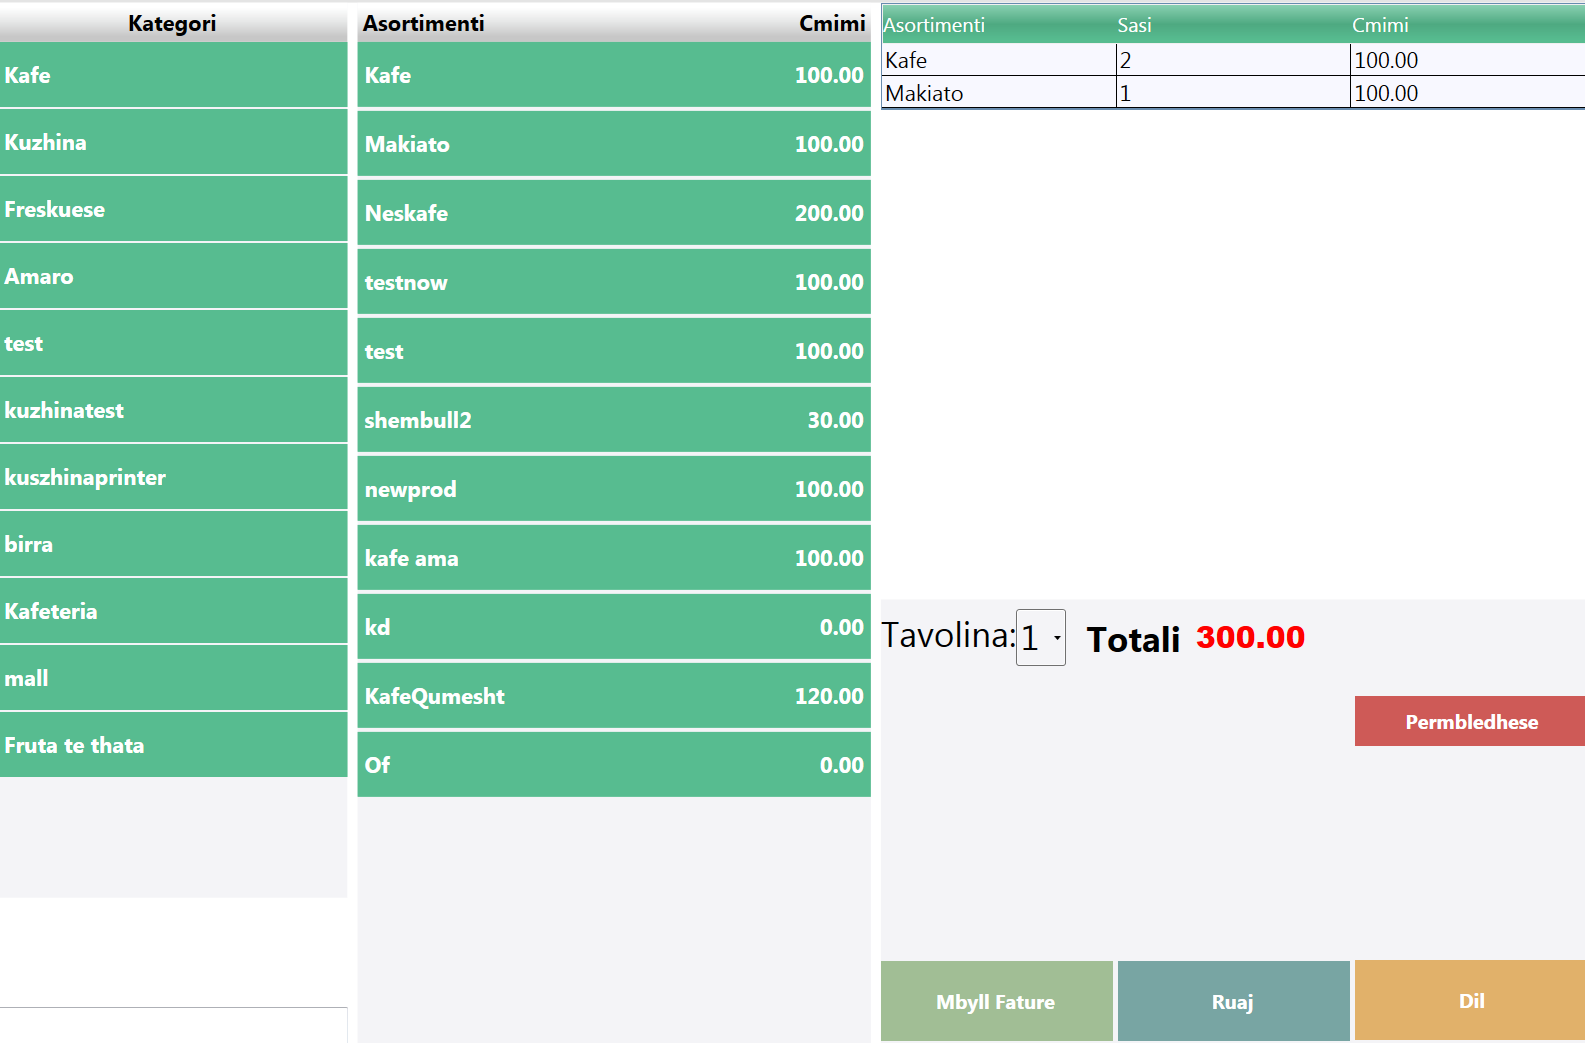 Kategori
Kafe
Kuzhina
Freskuese
Amaro
test
kuzhinatest
kuszhinaprinter
birra
Kafeteria
mall
Fruta te thata
Asortimenti Cmimi
Kafe 100.00
Makiato 100.00
Neskafe 200.00
testnow 100.00
test 100.00
shembull2 30.00
newprod 100.00
kafe ama 100.00
kd 0.00
KafeQumesht 120.00
Of 0.00
Asortimenti Sasi Cmimi
Kafe 2 100.00
Makiato 1 100.00
Tavolina: 1 Totali 300.00
Permbledhese
Mbyll Fature Ruaj Dil